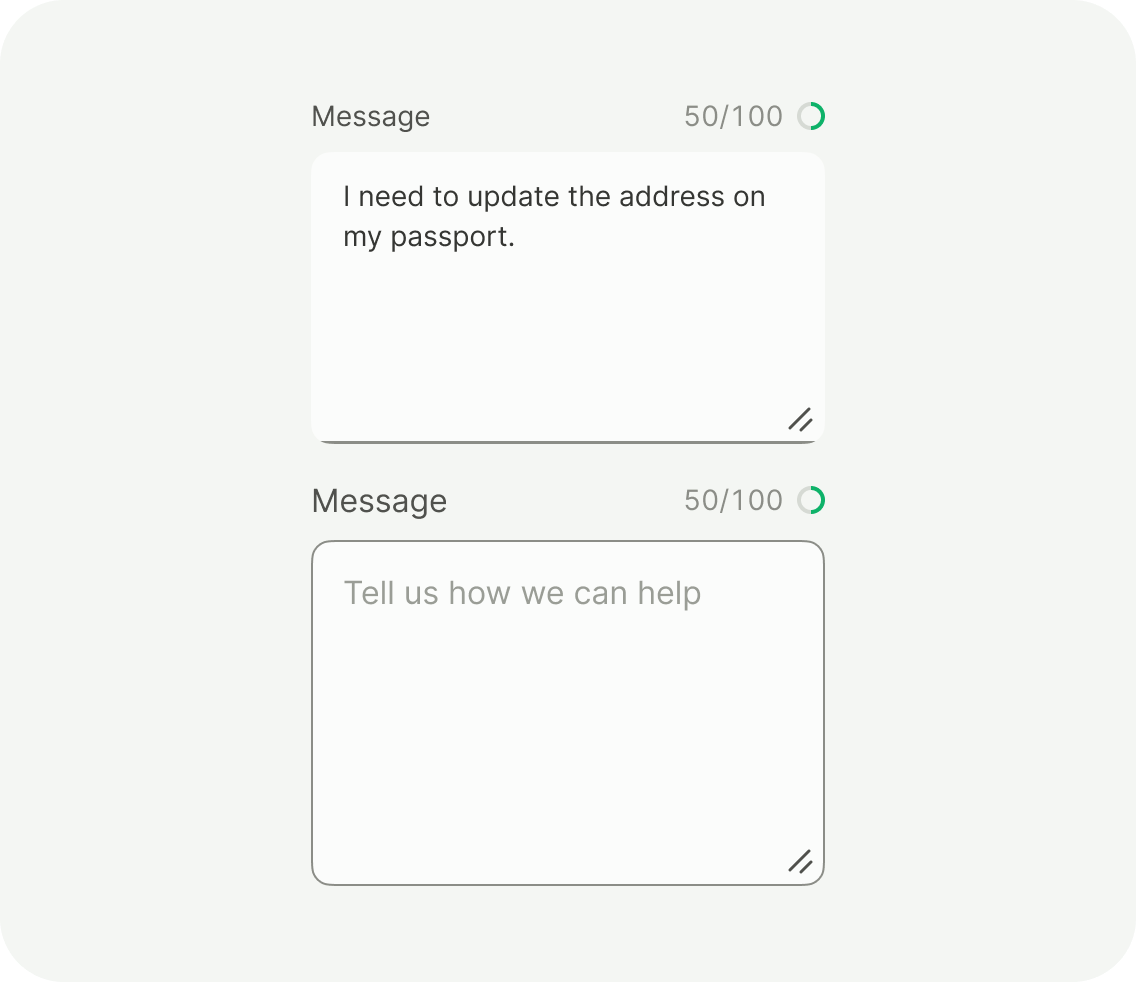 Message 50/100
I need to update the address on
my passport.
Message 50/100
Tell us how we can help